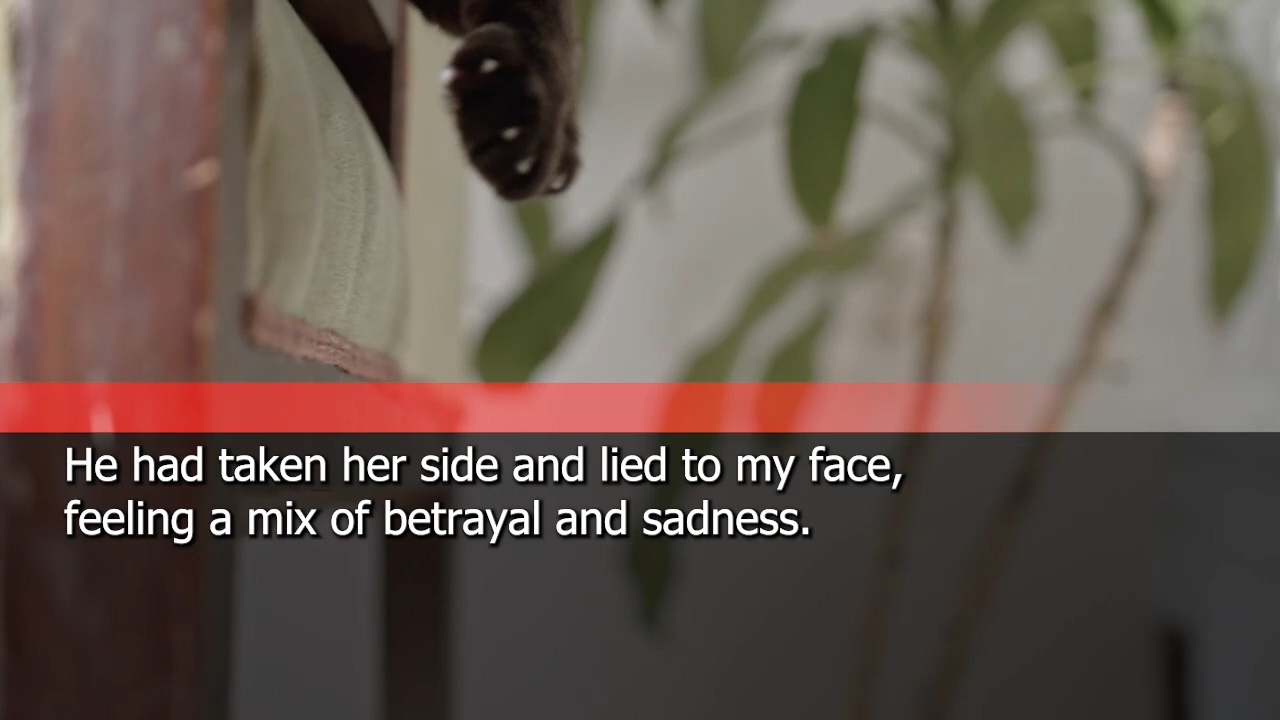 He had taken her side and lied to my face,
feeling a mix of betrayal and sadness.